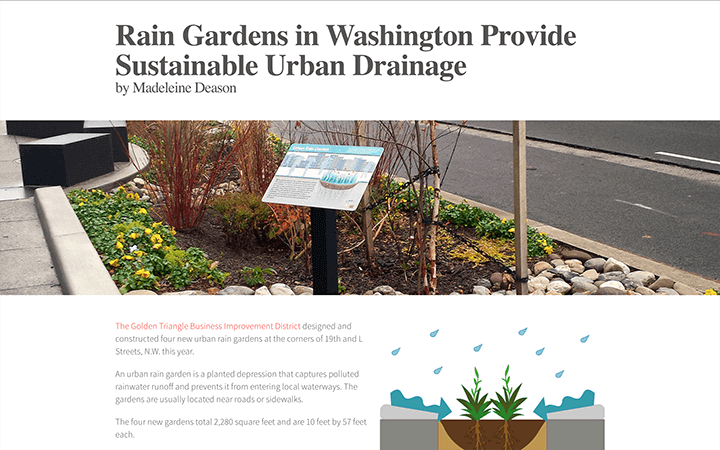 Rain Gardens in Washington Provide
Sustainable Urban Drainage
by Madeleine Deason
The Golden Triangle Business Improvement District designed and
constructed four new urban rain gardens at the corners of 19th and L
Streets, N.W. this year.
An urban rain garden is a planted depression that captures polluted
rainwater runoff and prevents it from entering local waterways. The
gardens are usually located near roads or sidewalks.
The four new gardens total 2,280 square feet and are 10 feet by 57 feet
each.